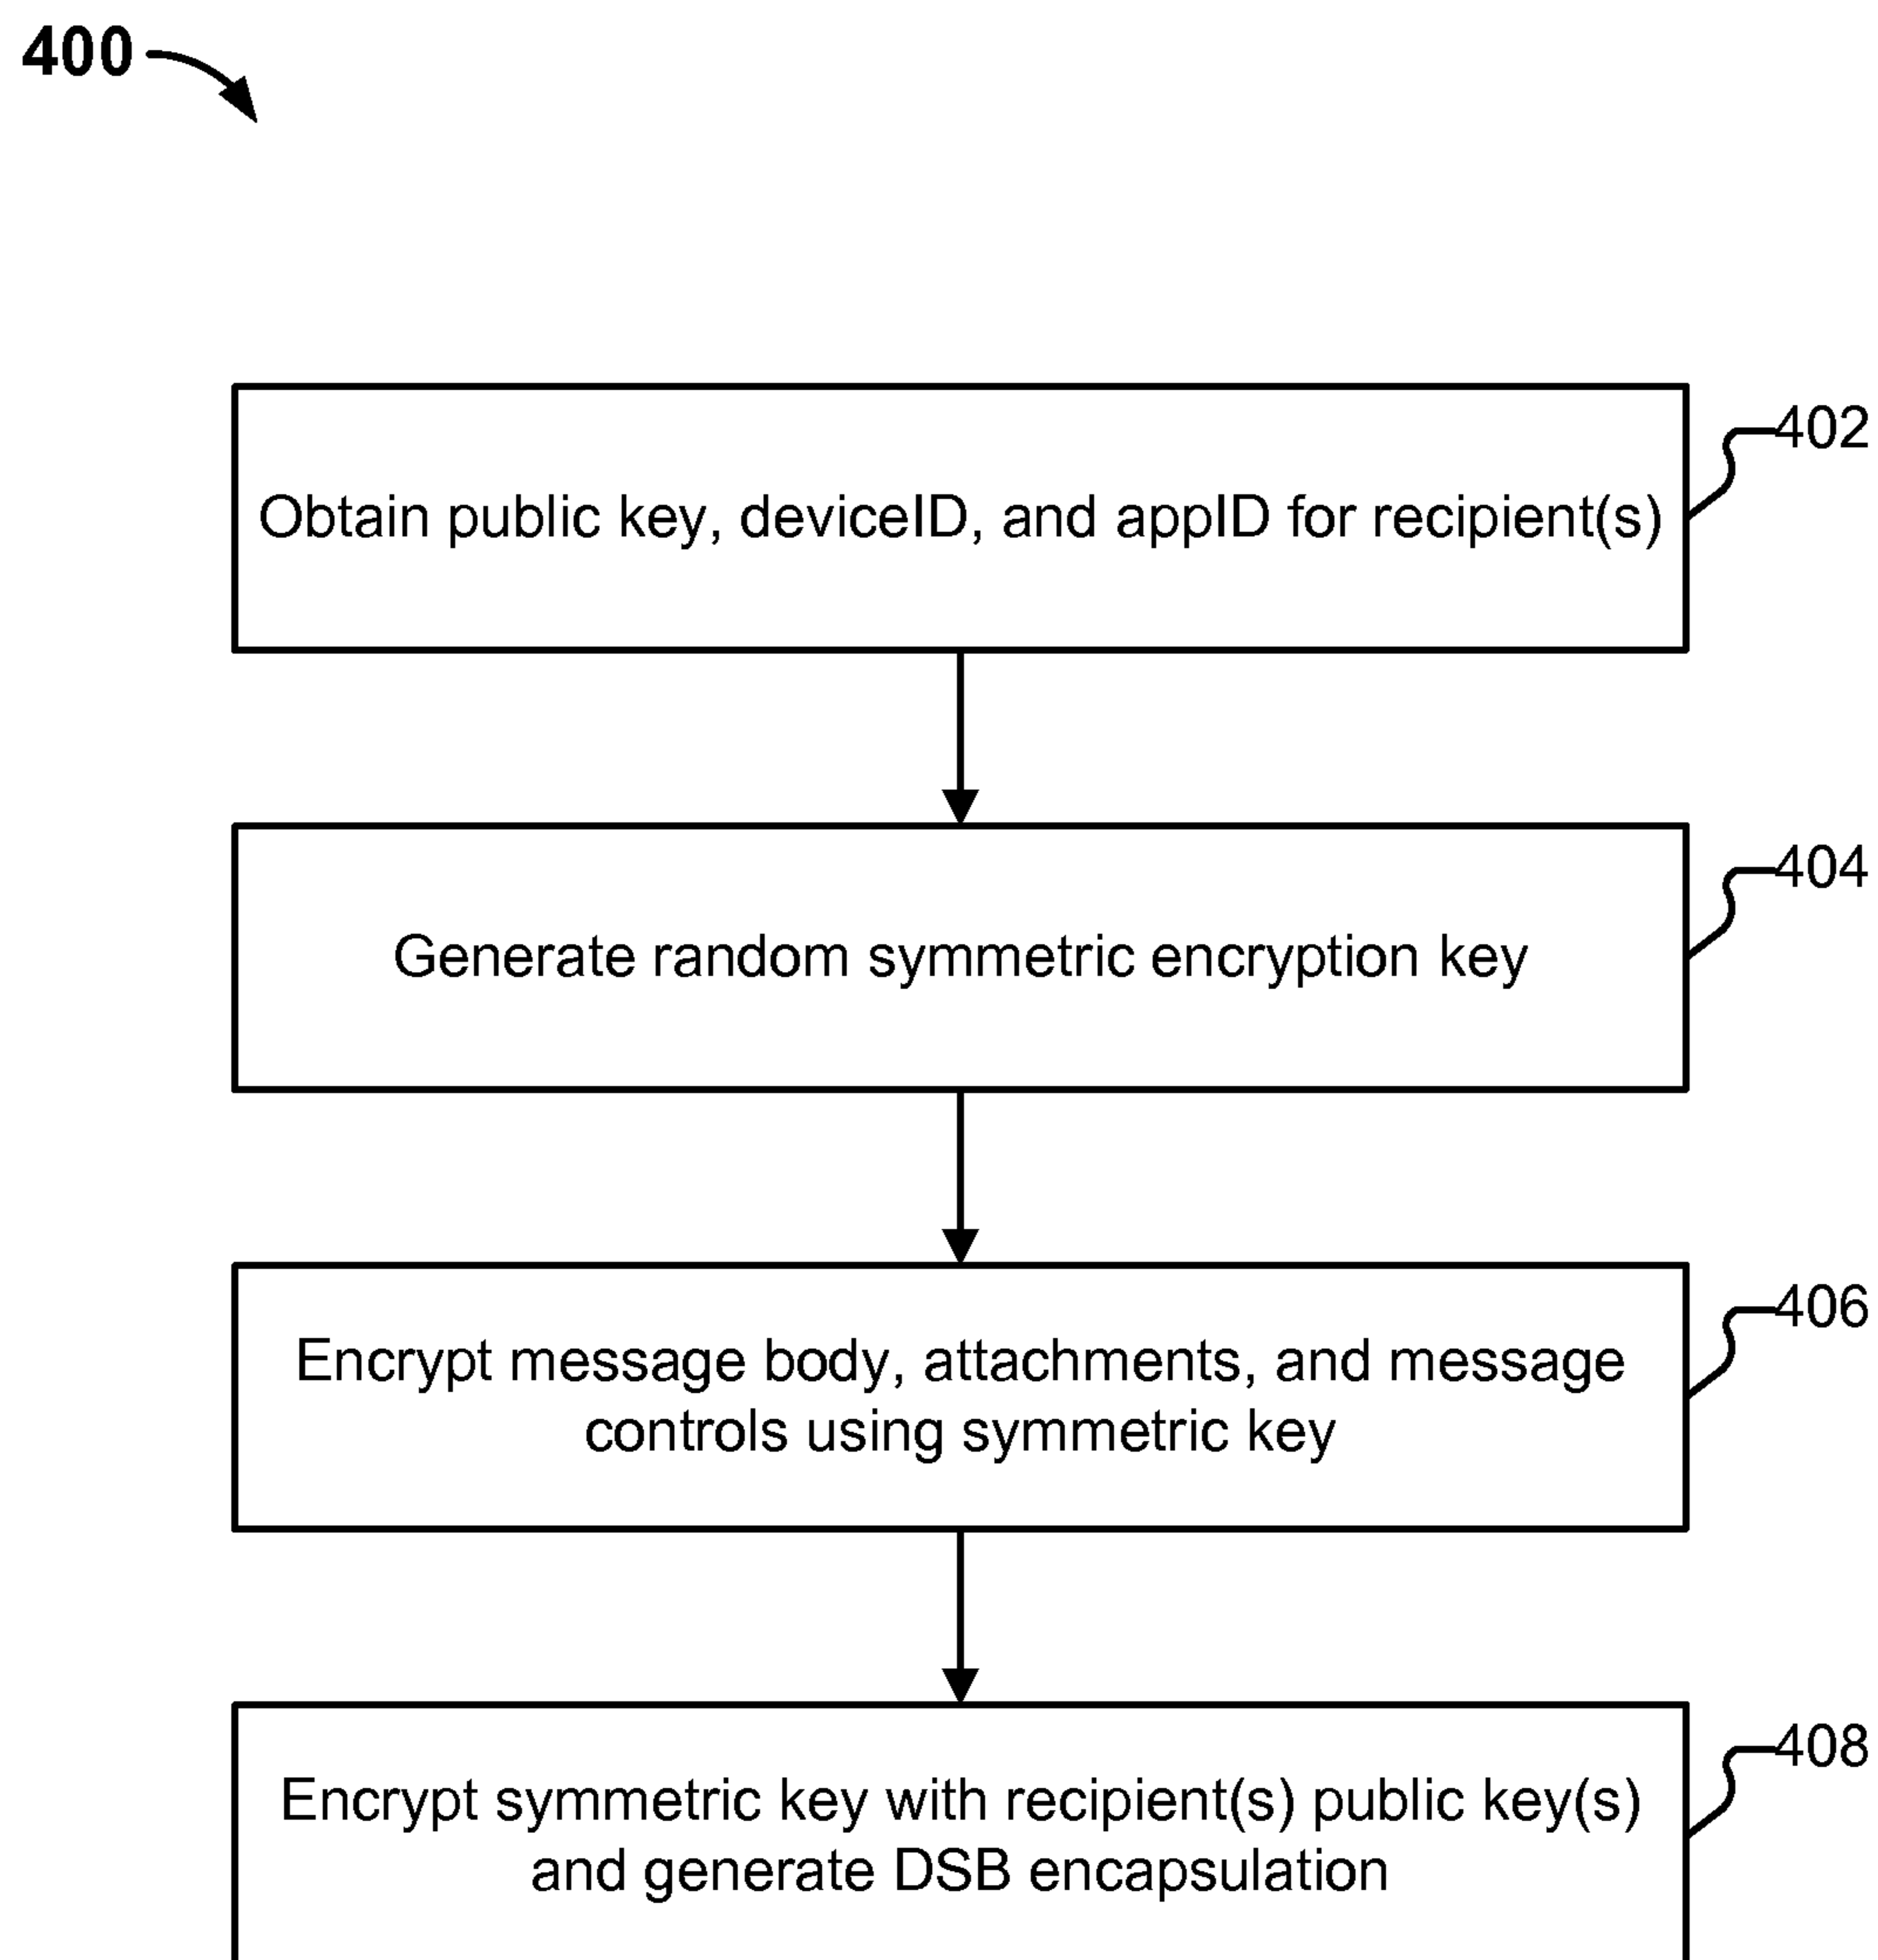 400
402
Obtain public key, deviceID, and appID for recipient(s)
404
Generate random symmetric encryption key
406
Encrypt message body, attachments, and message
controls using symmetric key
408
Encrypt symmetric key with recipient(s) public key(s)
and generate DSB encapsulation